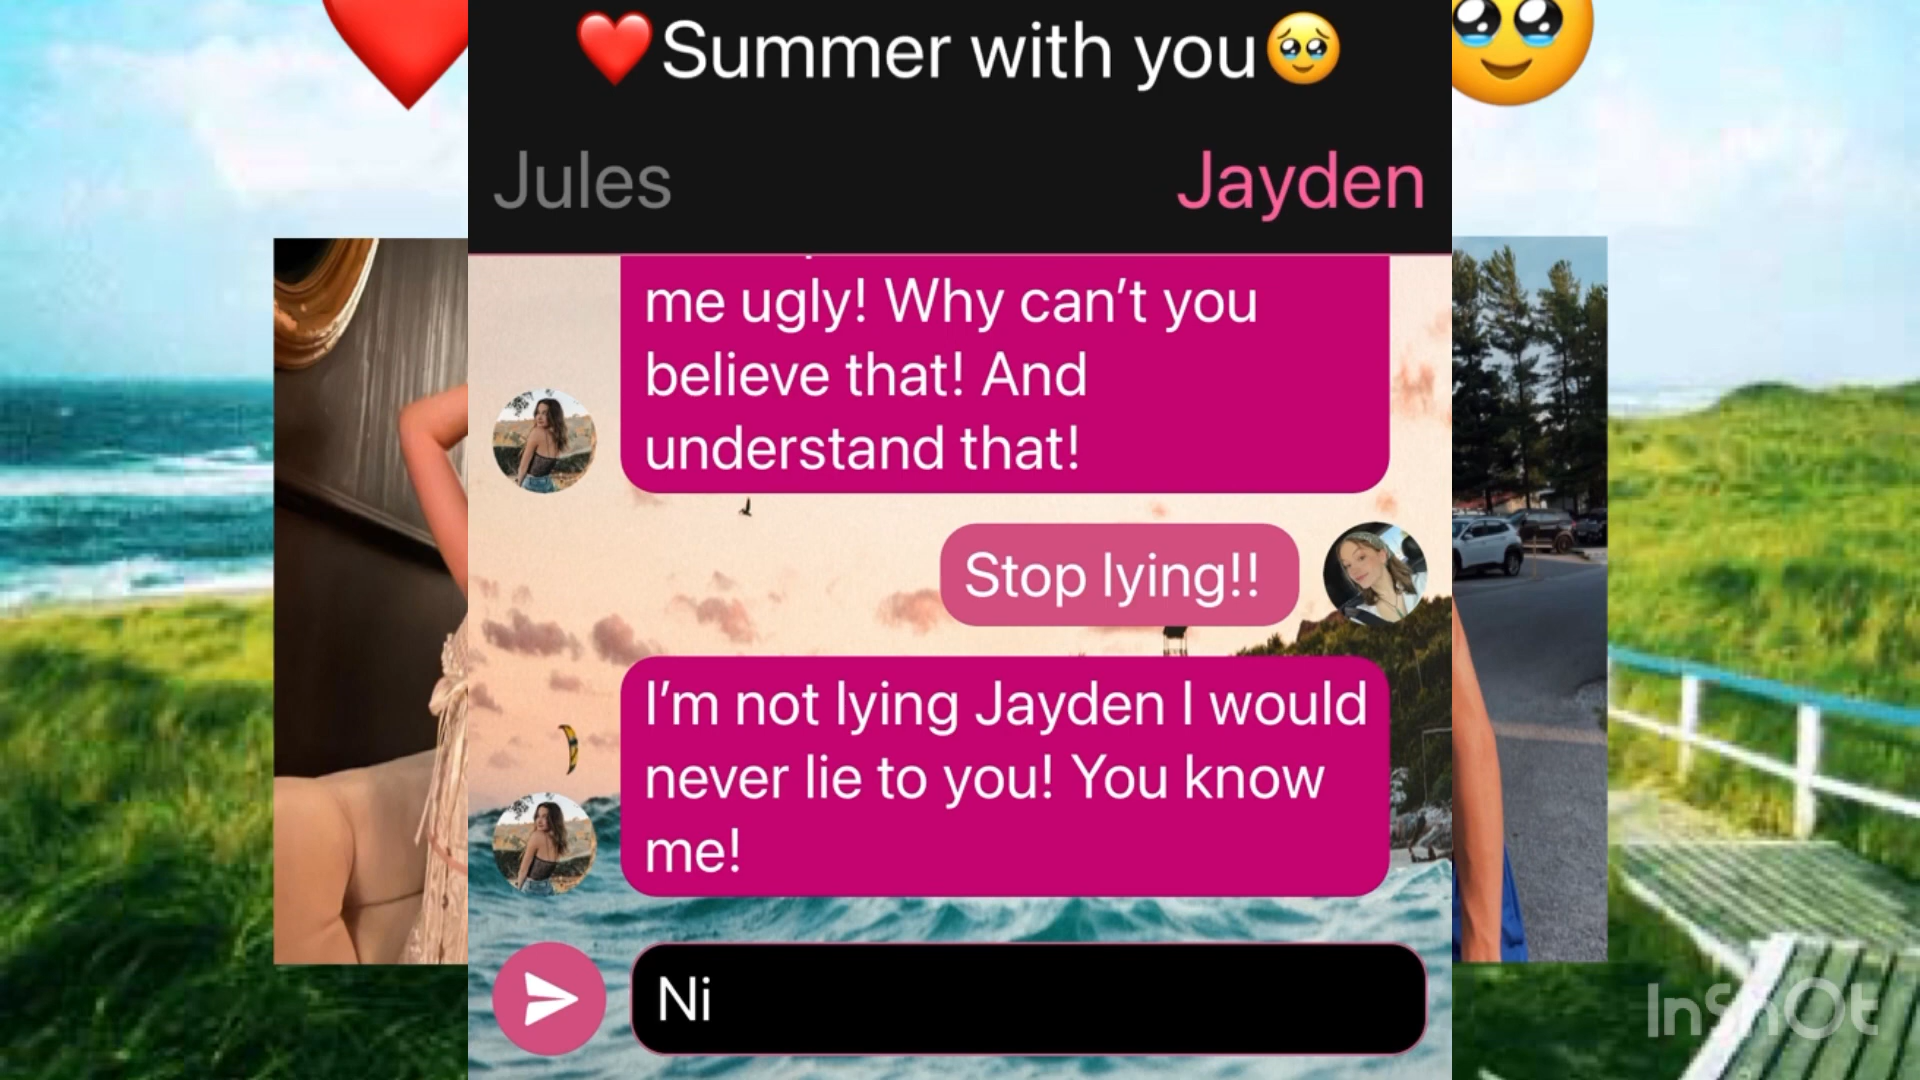 ❤️Summer with you🥹
Jules
Jayden
me ugly! Why can’t you
believe that! And
understand that!
Stop lying!!
I’m not lying Jayden I would
never lie to you! You know
me!
Ni
InShOt